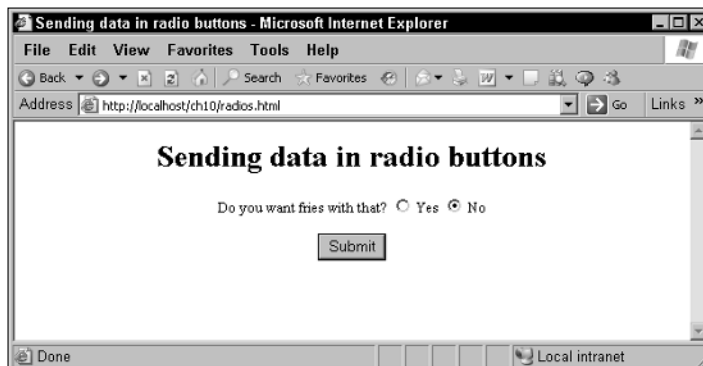 Sending data in radio buttons - Microsoft Internet Explorer
File Edit View Favorites Tools Help
Back Search Favorites W
Address http://localhost/ch10/radios.html Go Links »
Sending data in radio buttons
Do you want fries with that? Yes No
Submit
Done Local intranet